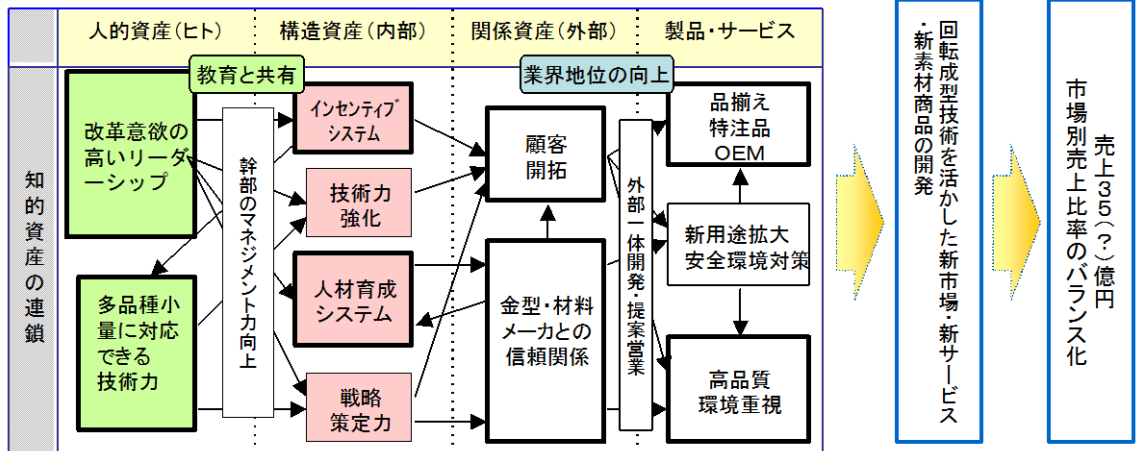 人的資産(ヒト)
構造資産(内部)
関係資産(外部)
製品・サービス
教育と共有
業界地位の向上
知的資産の連鎖
改革意欲の
高いリーダ
ーシップ
多品種小
量に対応
できる
技術力
幹部のマネジメント力向上
インセンティブ
システム
技術力
強化
人材育成
システム
戦略
策定力
顧客
開拓
金型・材料
メーカとの
信頼関係
外部一体開発・提案営業
品揃え
特注品
OEM
新用途拡大
安全環境対策
高品質
環境重視
回転成型技術を活かした新市場・新サービス
・新素材商品の開発
売上35(?)億円
市場別売上比率のバランス化